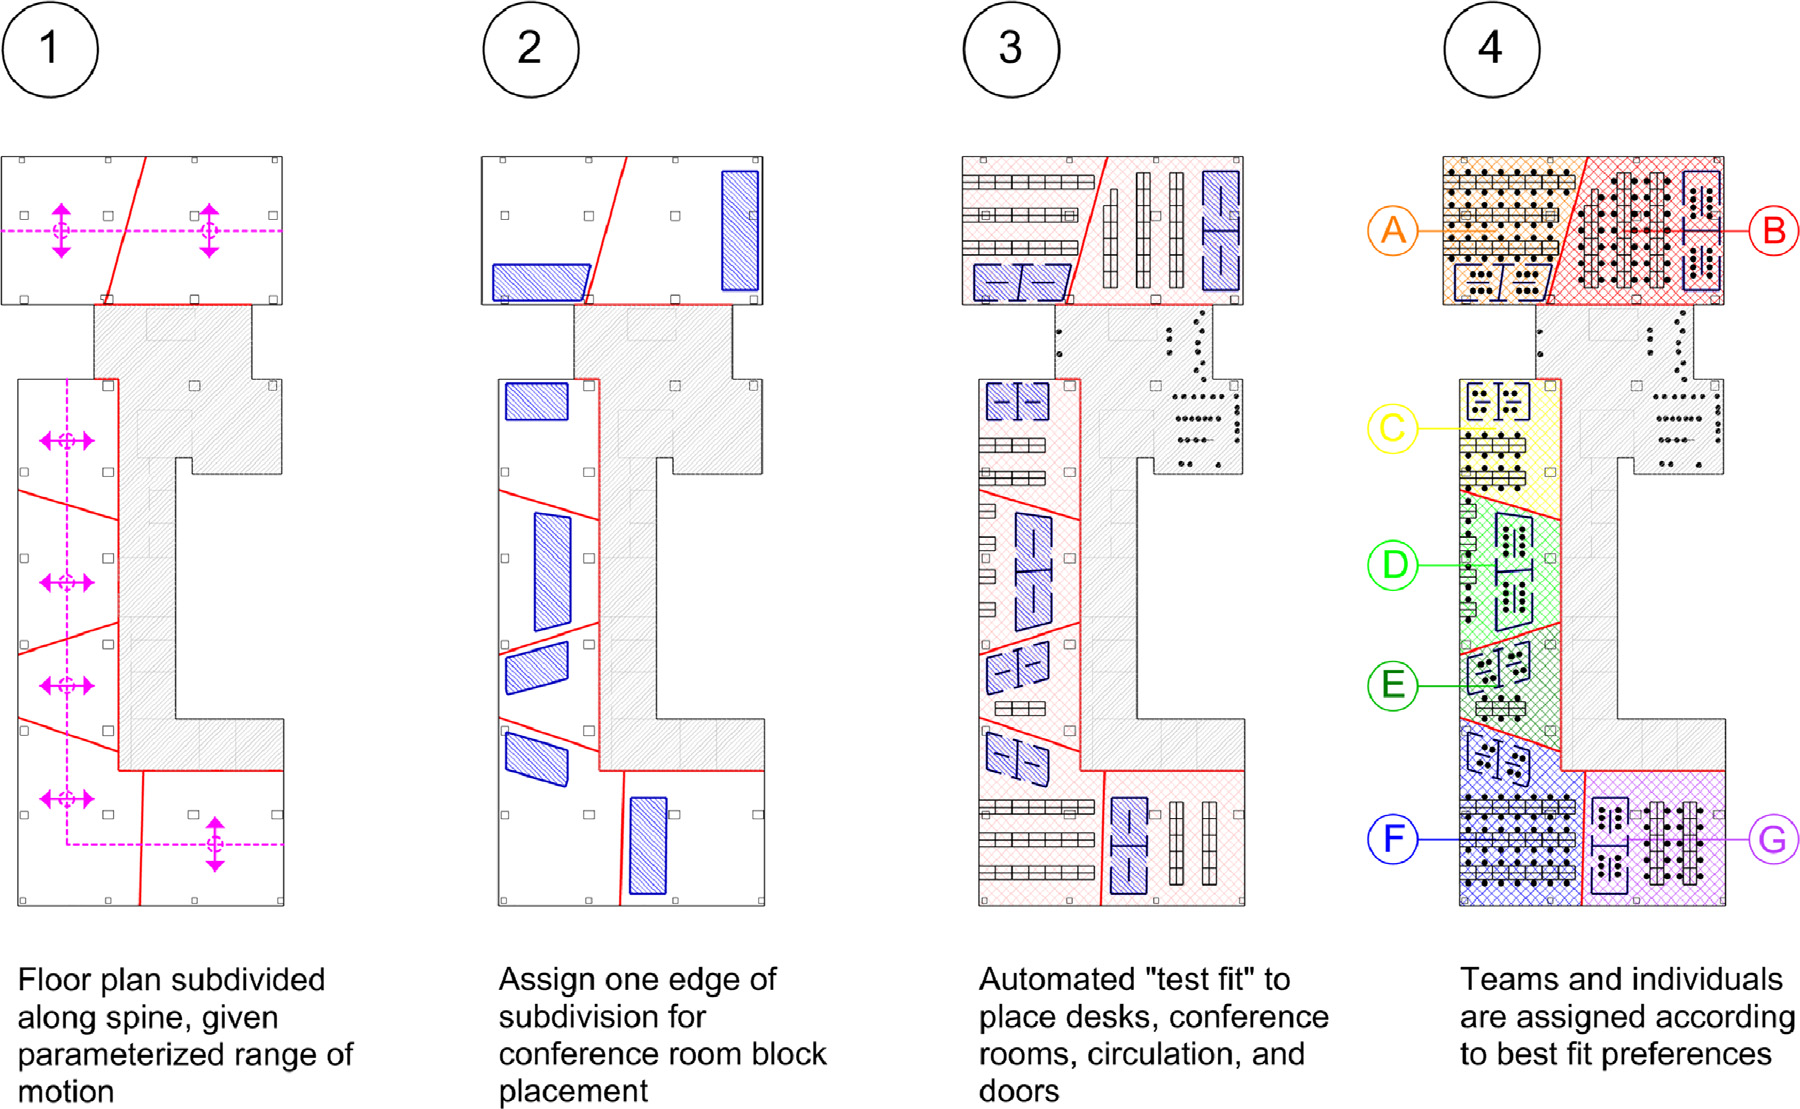 1
2
3
4
A
B
C
D
E
F
G
Floor plan subdivided
along spine, given
parameterized range of
motion
Assign one edge of
subdivision for
conference room block
placement
Automated "test fit" to
place desks, conference
rooms, circulation, and
doors
Teams and individuals
are assigned according
to best fit preferences